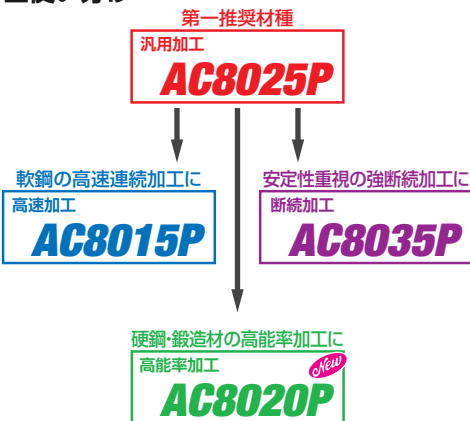 第一推奨材種
汎用加工
AC8025P
軟鋼の高速連続加工に
高速加工
AC8015P
安定性重視の強断続加工に
断続加工
AC8035P
硬鋼・鍛造材の高能率加工に
高能率加工
New
AC8020P